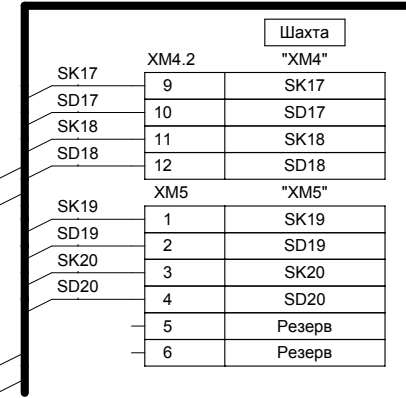 Шахта
XM4.2 "XM4"
SK17 9 SK17
SD17 10 SD17
SK18 11 SK18
SD18 12 SD18
XM5 "XM5"
SK19 1 SK19
SD19 2 SD19
SK20 3 SK20
SD20 4 SD20
5 Резерв
6 Резерв